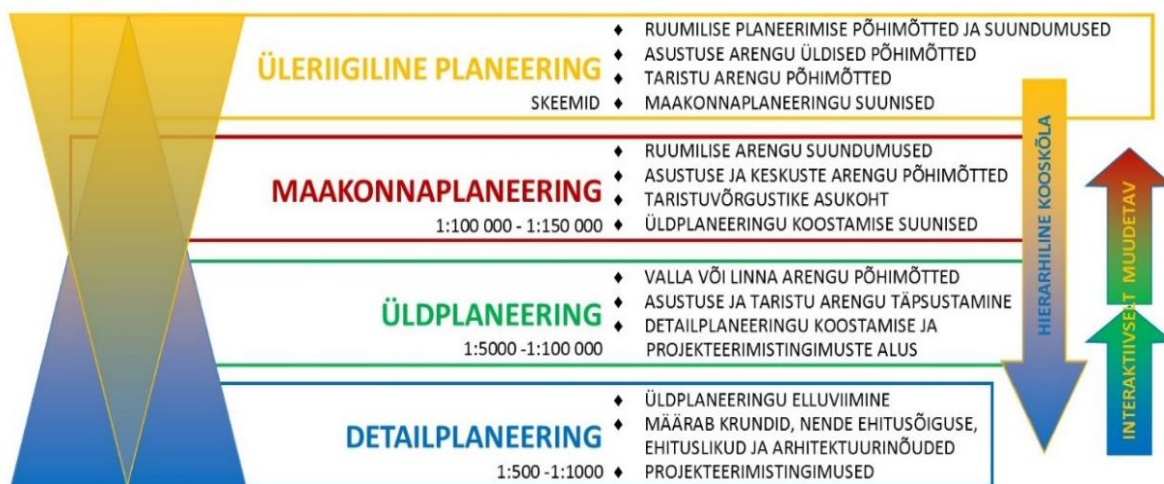 ÜLERIIGILINE PLANEERING
SKEEMID
♦ RUUMILISE PLANEERIMISE PÕHIMÕTTED JA SUUNDUMUSED
♦ ASUSTUSE ARENGU ÜLDISED PÕHIMÕTTED
♦ TARISTU ARENGU PÕHIMÕTTED
♦ MAAKONNAPLANEERINGU SUUNISED
MAAKONNAPLANEERING
1:100 000 - 1:150 000
♦ RUUMILISE ARENGU SUUNDUMUSED
♦ ASUSTUSE JA KESKUSTE ARENGU PÕHIMÕTTED
♦ TARISTUVÕRGUSTIKE ASUKOHT
♦ ÜLDPLANEERINGU KOOSTAMISE SUUNISED
ÜLDPLANEERING
1:5000 -1:100 000
♦ VALLA VÕI LINNA ARENGU PÕHIMÕTTED
♦ ASUSTUSE JA TARISTU ARENGU TÄPSUSTAMINE
♦ DETAILPLANEERINGU KOOSTAMISE JA
PROJEKTEERIMISTINGIMUSTE ALUS
DETAILPLANEERING
1:500 -1:1000
♦ ÜLDPLANEERINGU ELLUVIIMINE
♦ MÄÄRAB KRUNDID, NENDE EHITUSÕIGUSE,
EHITUSLIKUD JA ARHITEKTUURINÕUDED
♦ PROJEKTEERIMISTINGIMUSED
HIERARHILINE KOOSKÕLA
INTERAKTIIVSELT MUUDETAV